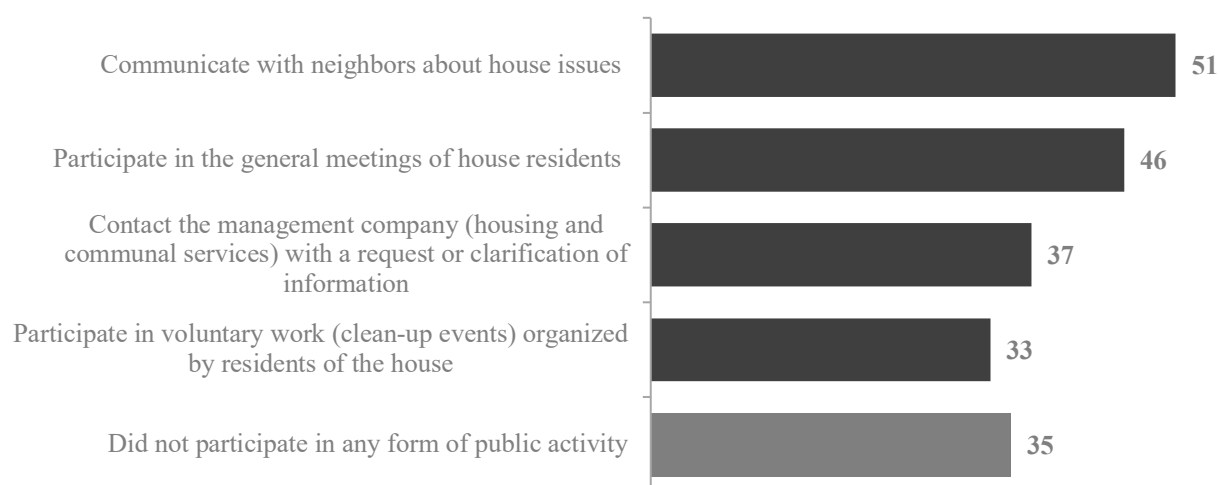 Communicate with neighbors about house issues
51
Participate in the general meetings of house residents
46
Contact the management company (housing and
communal services) with a request or clarification of
information
37
Participate in voluntary work (clean-up events) organized
by residents of the house
33
Did not participate in any form of public activity
35